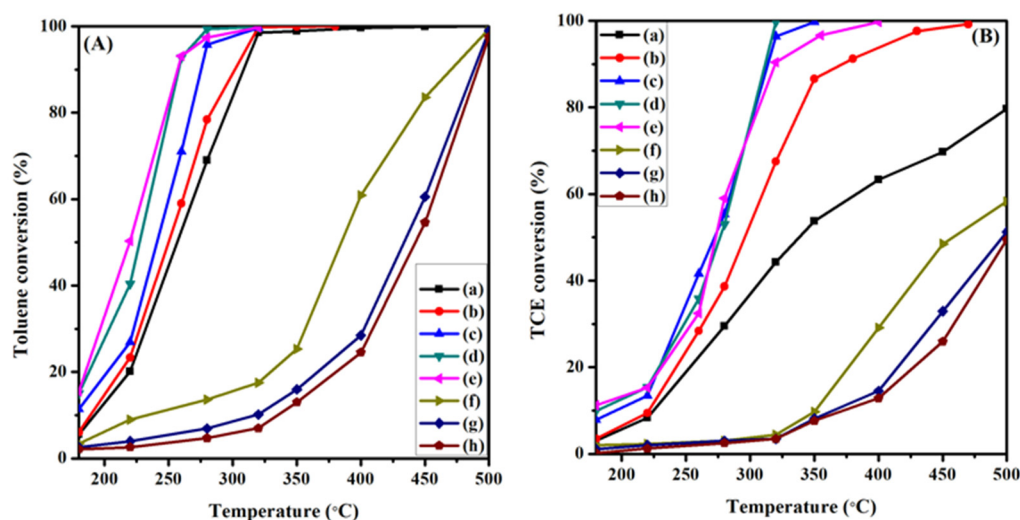 (A)
Toluene conversion (%)
100
80
60
40
20
0
(a)
(b)
(c)
(d)
(c)
(f)
(g)
(h)
200
250
300
350
400
450
500
Temperature (°C)
(B)
TCE conversion (%)
100
80
60
40
20
0
(a)
(b)
(c)
(d)
(c)
(f)
(g)
(h)
200
250
300
350
400
450
500
Temperature (°C)